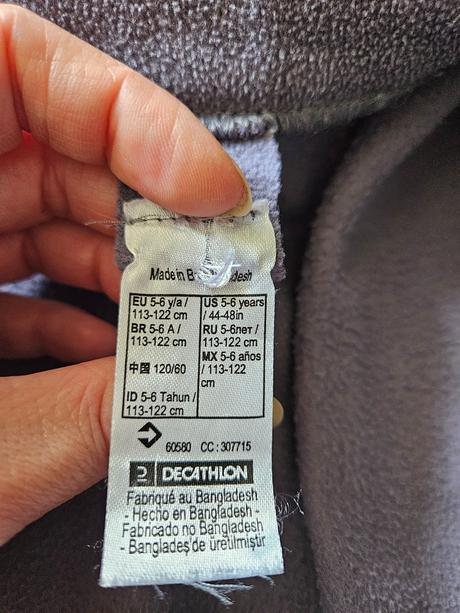 Made in
EU 5-6 y/a /
113-122 cm
BR 5-6 A /
113-122 cm
中国 120/60
ID 5-6 Tahun /
113-122 cm
US 5-6 years
/ 44-48in
RU 5-6лет /
113-122 cm
MX 5-6 años
/ 113-122
cm
60580 CC : 307715
DECATHLON
Fabriqué au Bangladesh
- Hecho en Bangladesh -
Fabricado no Bangladesh
- Bangladeş de üretilmiştir